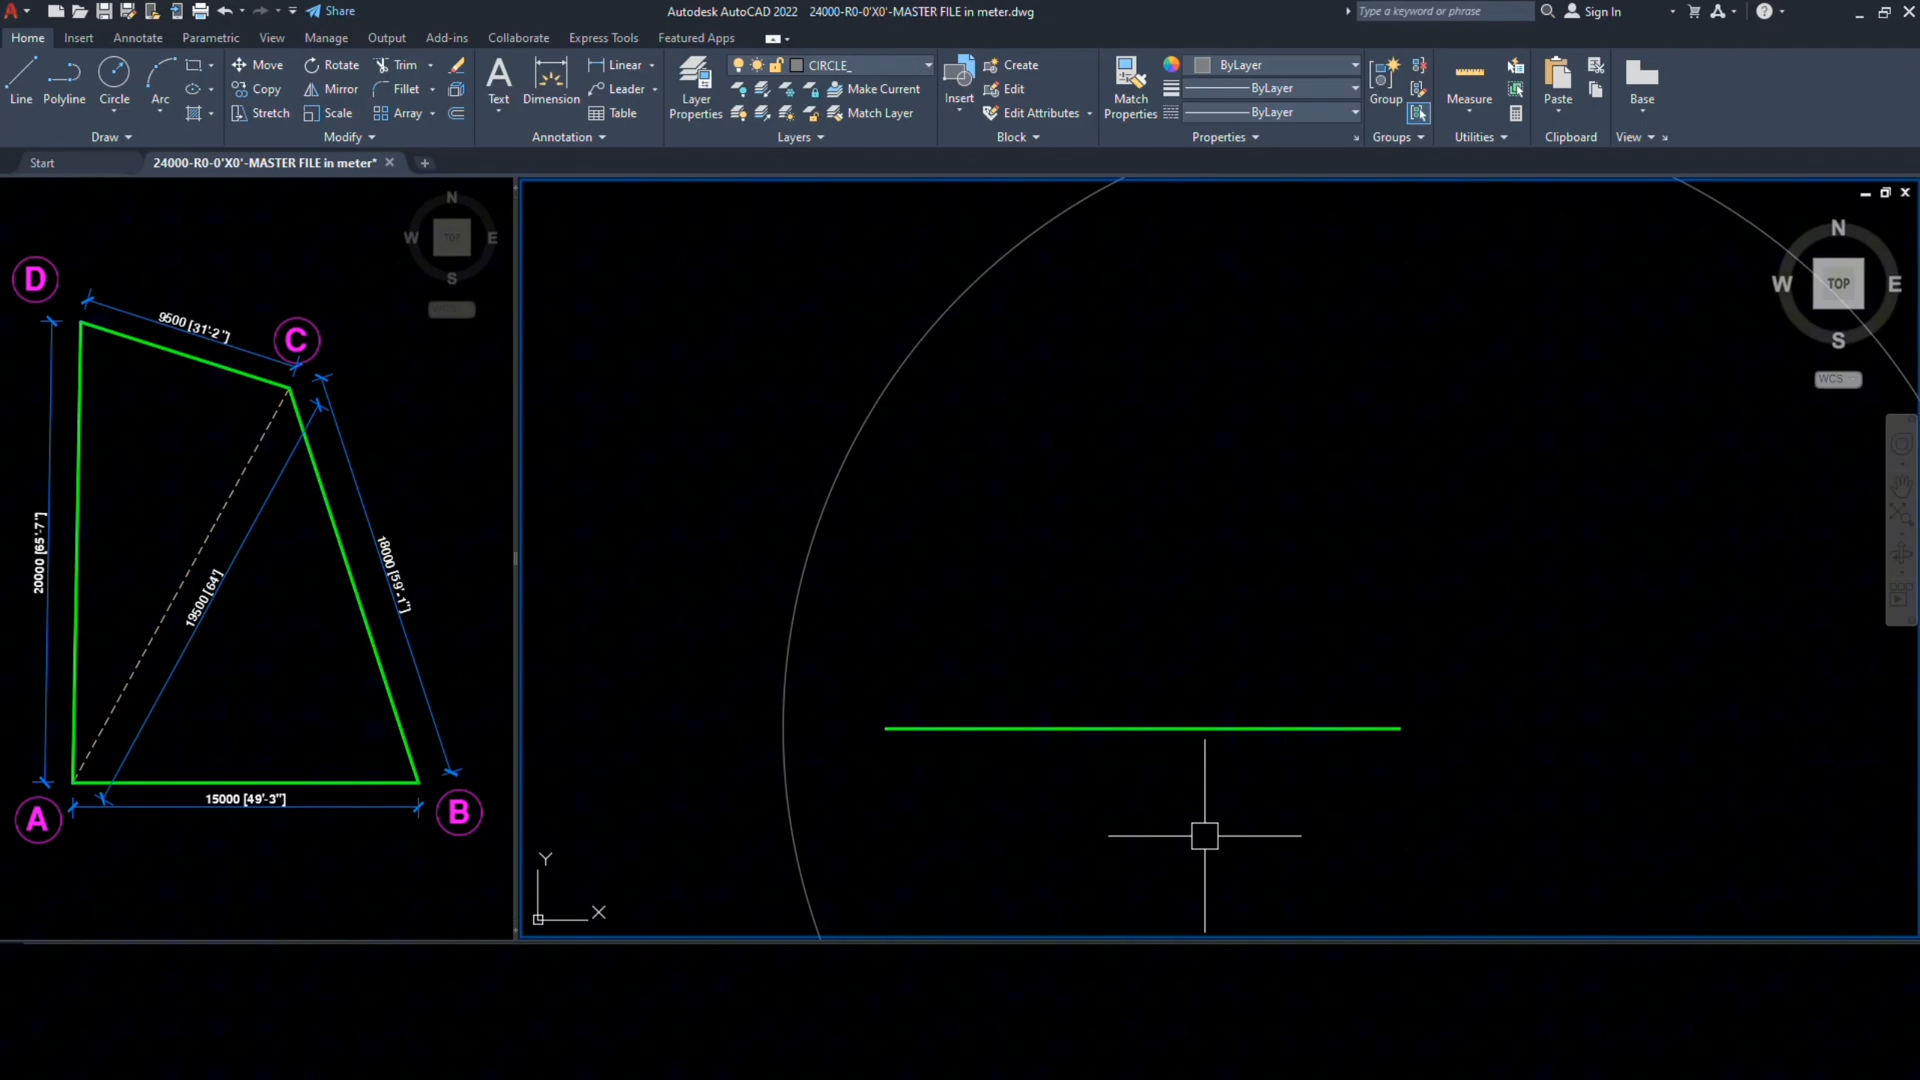 Share
Autodesk AutoCAD 2022 24000-R0-0'X0'-MASTER FILE in meter.dwg
Type a keyword or phrase
Sign In
Home Insert Annotate Parametric View Manage Output Add-ins Collaborate Express Tools Featured Apps
Line Polyline Circle Arc
Move Rotate Trim
Copy Mirror Fillet
Stretch Scale Array
Text Dimension
Linear
Leader
Table
Layer Properties
CIRCLE_
Make Current
Match Layer
Insert
Create
Edit
Edit Attributes
Match Properties
ByLayer
ByLayer
ByLayer
Group
Measure
Paste
Base
Draw Modify Annotation Layers Block Properties Groups Utilities Clipboard View
Start 24000-R0-0'X0'-MASTER FILE in meter*
N
W TOP E
S
D
9500 [31'-2"]
C
20000 [65'-7"]
19500 [64']
18000 [59'-1"]
A
15000 [49'-3"]
B
N
W TOP E
S
WCS
Y
X